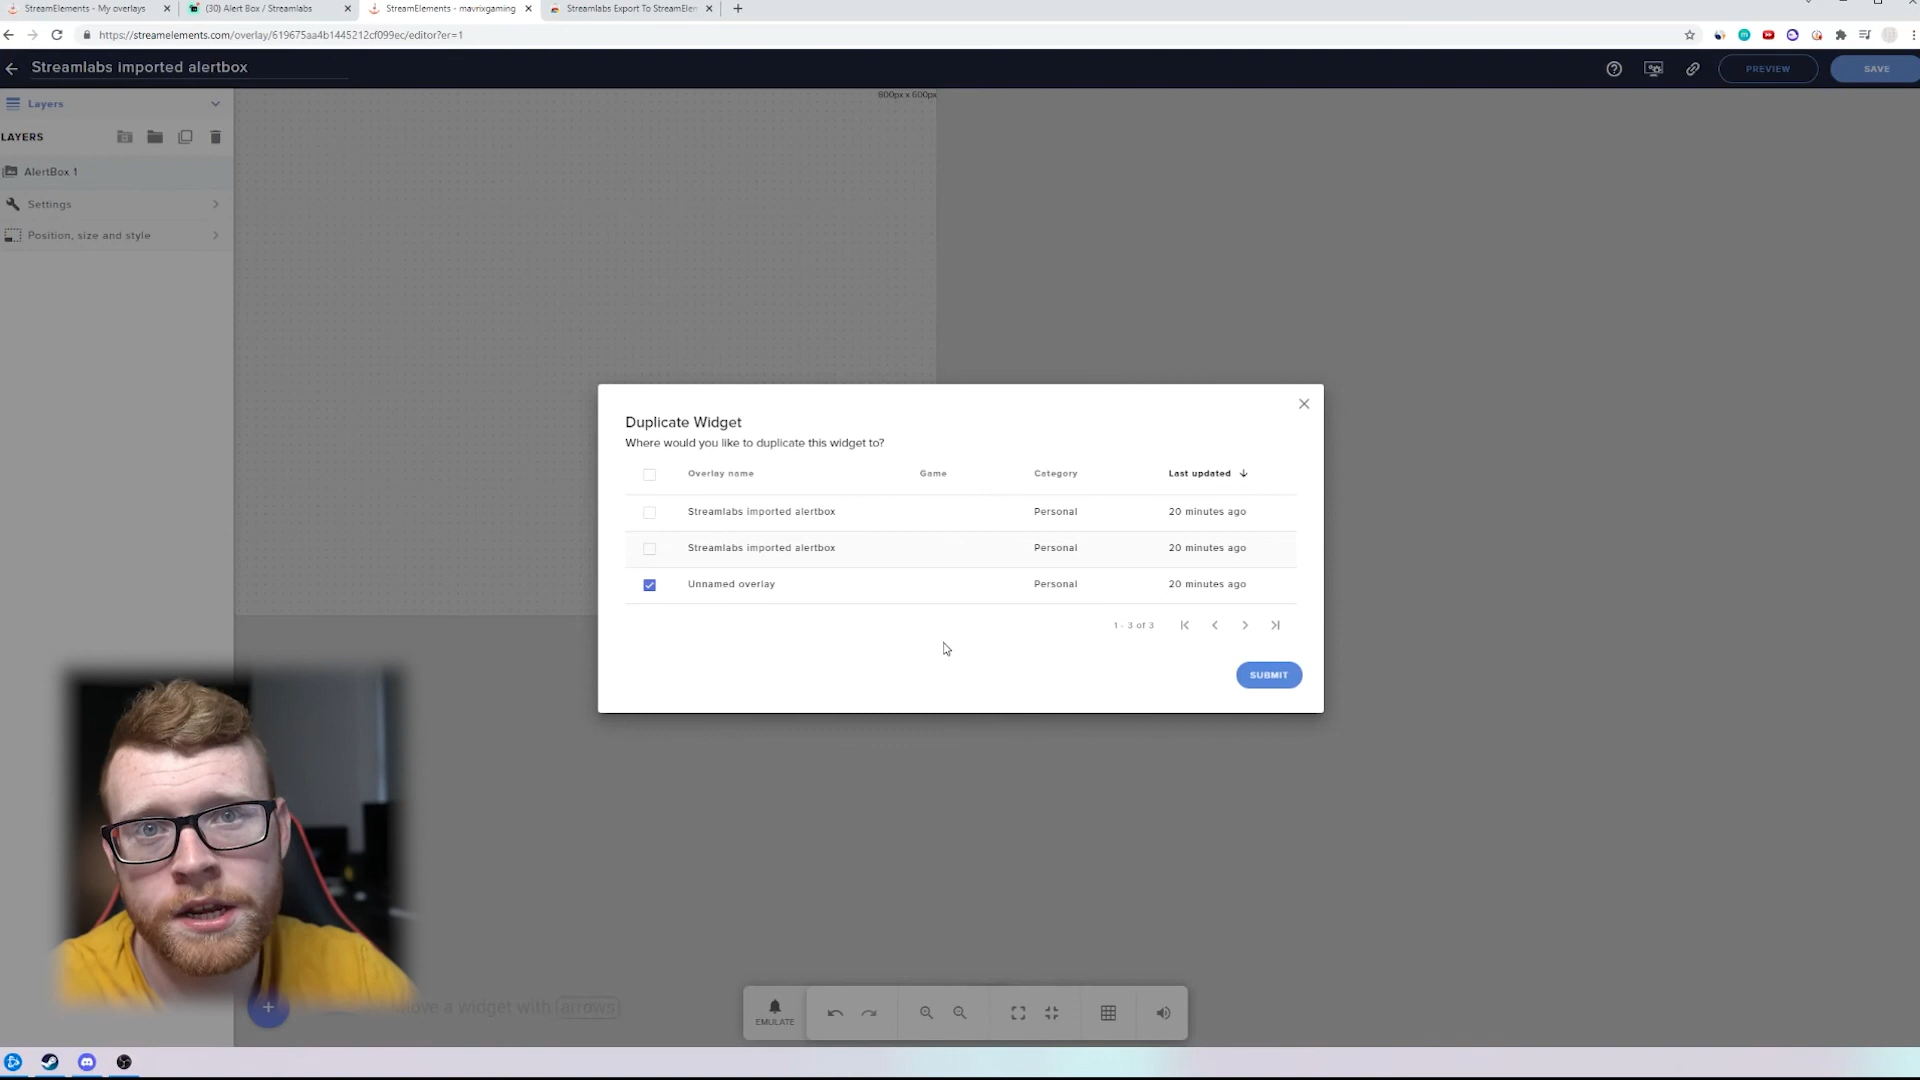 StreamElements - My overlays
(30) Alert Box / Streamlabs
StreamElements - mavrixgaming
Streamlabs Export To StreamElem
https://streamelements.com/overlay/619675aa4b1445212cf099ec/editor?er=1
Streamlabs imported alertbox
PREVIEW
SAVE
Layers
800px x 600px
LAYERS
AlertBox 1
Settings
Position, size and style
Duplicate Widget
Where would you like to duplicate this widget to?
Overlay name Game Category Last updated
Streamlabs imported alertbox Personal 20 minutes ago
Streamlabs imported alertbox Personal 20 minutes ago
Unnamed overlay Personal 20 minutes ago
1 - 3 of 3
SUBMIT
a widget with arrows
EMULATE